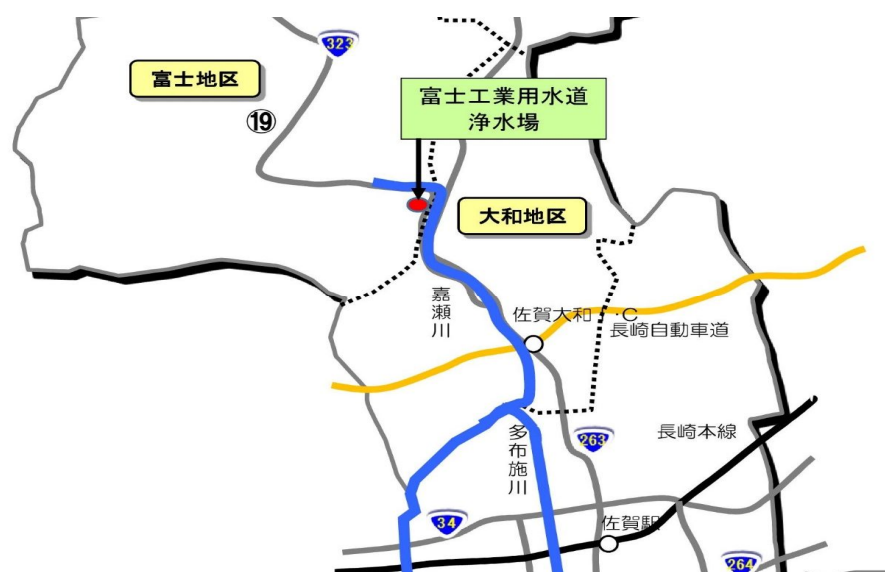 323
富士地区
⑲
富士工業用水道
浄水場
大和地区
嘉瀬川
佐賀大和 ・C
長崎自動車道
263
長崎本線
多布施川
34
佐賀駅
264